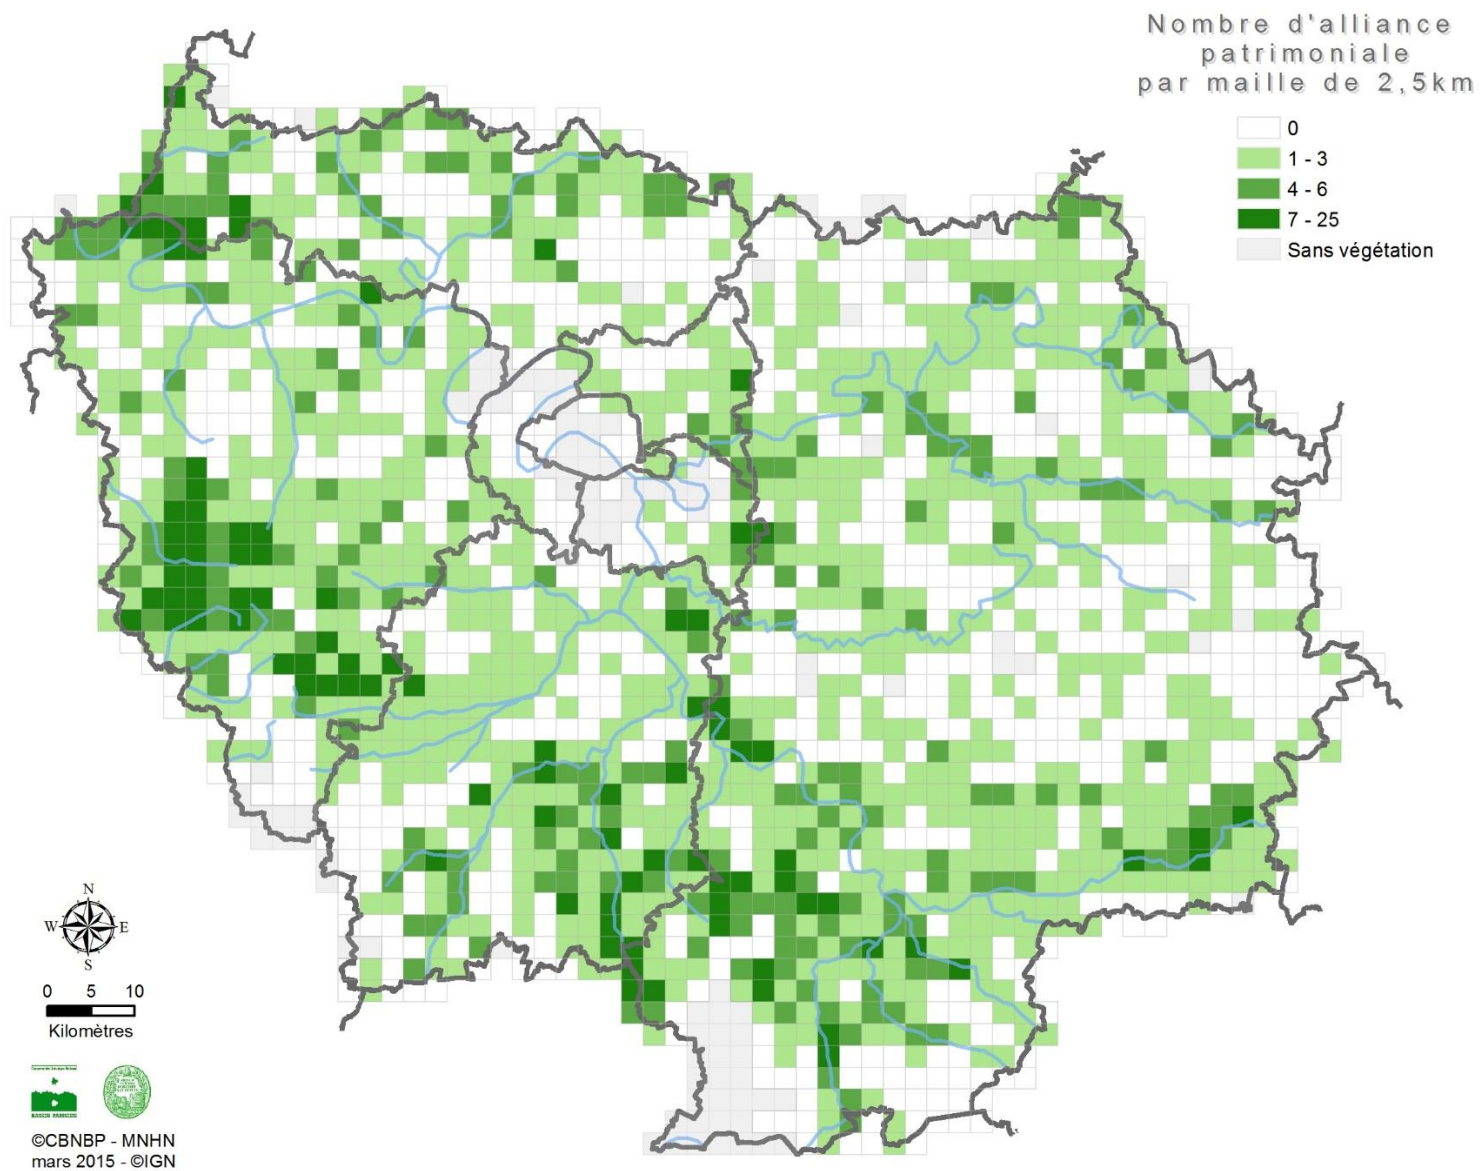 Nombre d'alliance
patrimoniale
par maille de 2,5km
0
1 - 3
4 - 6
7 - 25
Sans végétation
N
W E
S
0 5 10
Kilomètres
©CBNBP - MNHN
mars 2015 - ©IGN